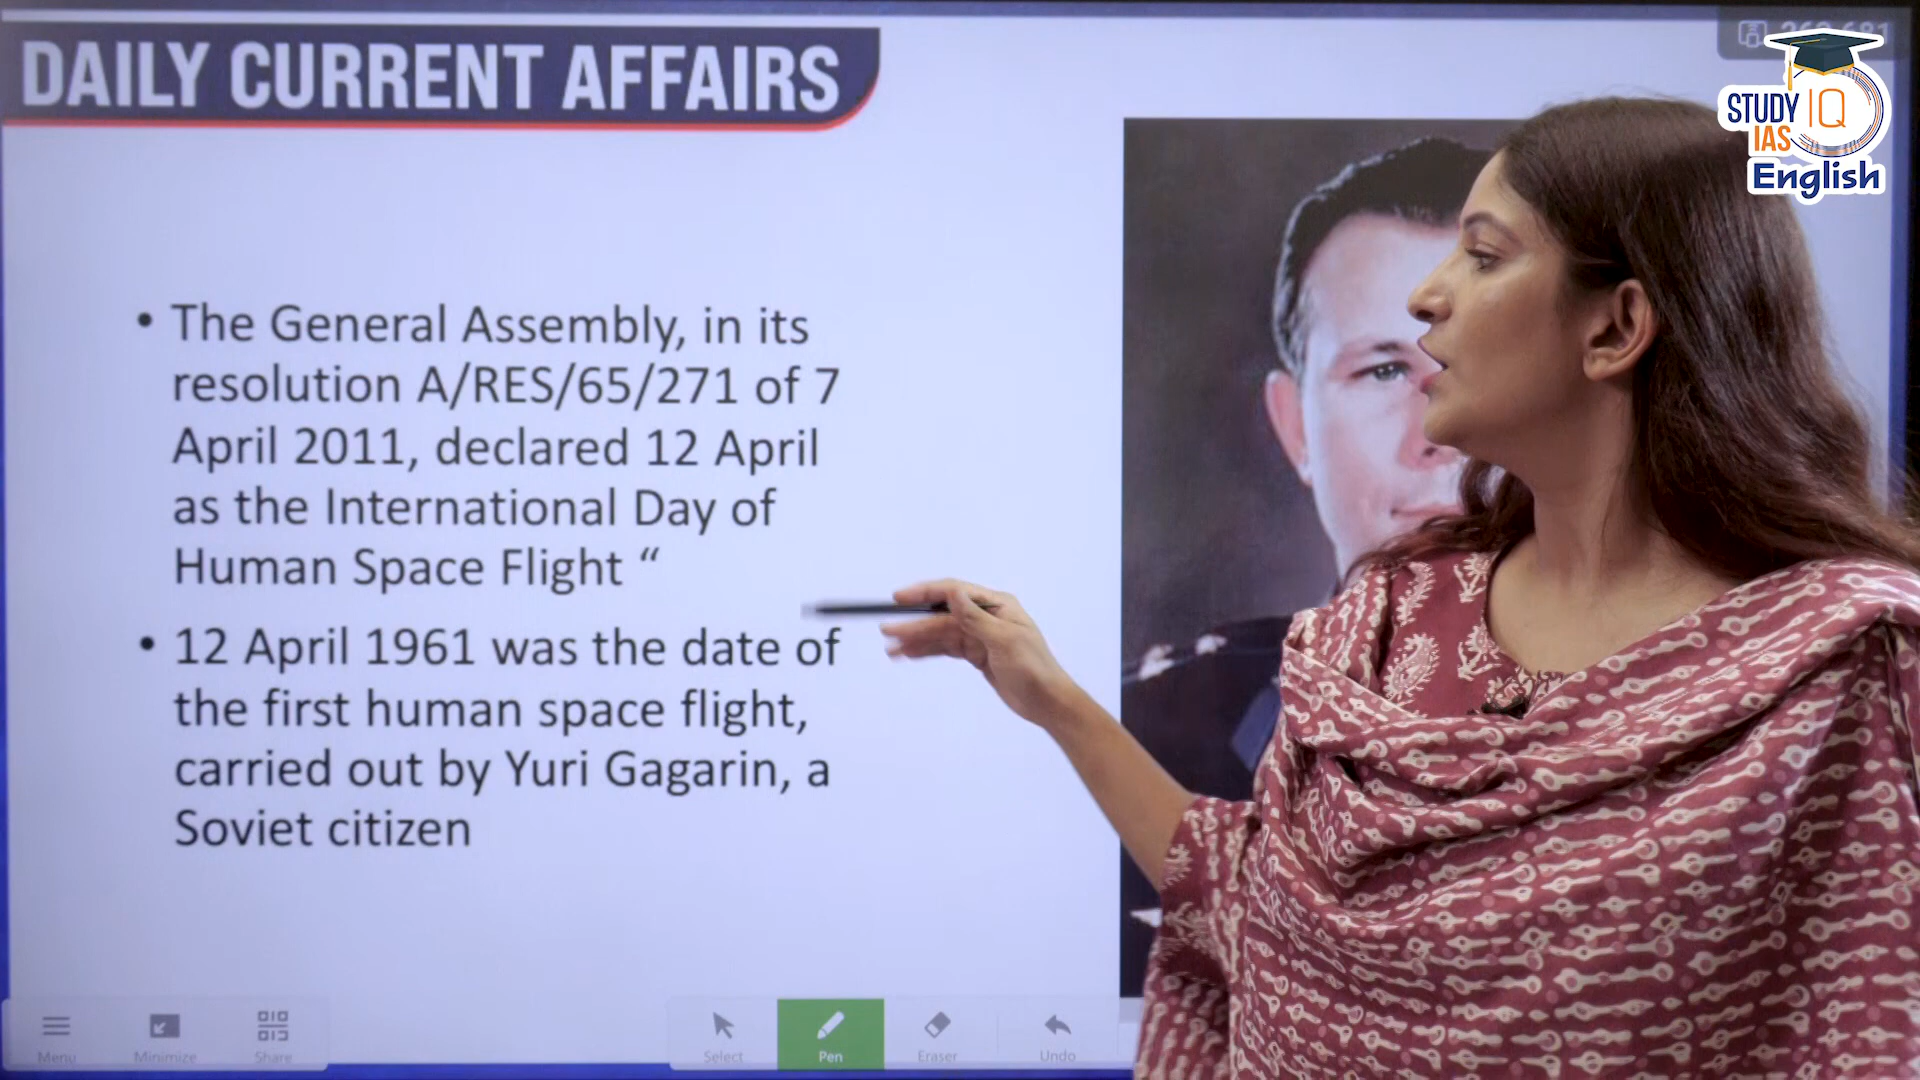 DAILY CURRENT AFFAIRS
STUDY IQ
IAS
English
• The General Assembly, in its
resolution A/RES/65/271 of 7
April 2011, declared 12 April
as the International Day of
Human Space Flight “
• 12 April 1961 was the date of
the first human space flight,
carried out by Yuri Gagarin, a
Soviet citizen
Menu
Minimize
Share
Select
Pen
Eraser
Undo